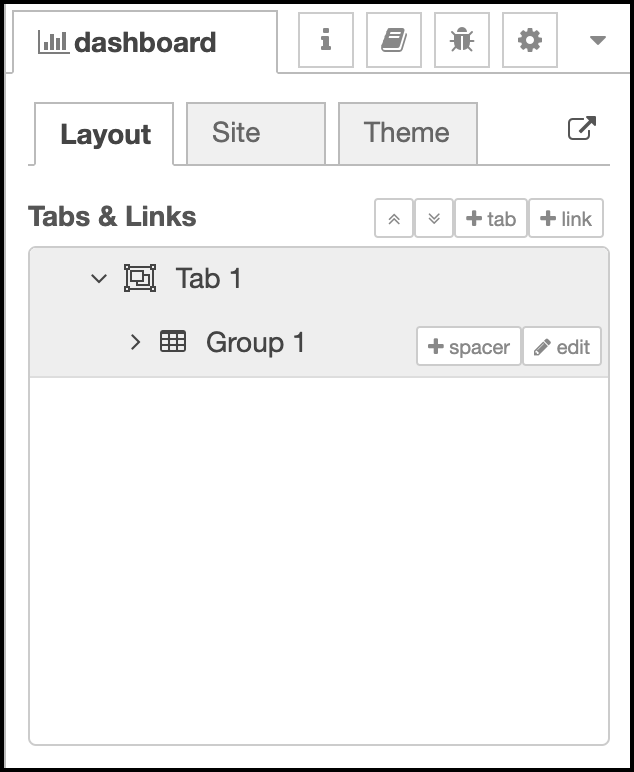 dashboard
Layout Site Theme
Tabs & Links + tab + link
Tab 1
Group 1 + spacer edit